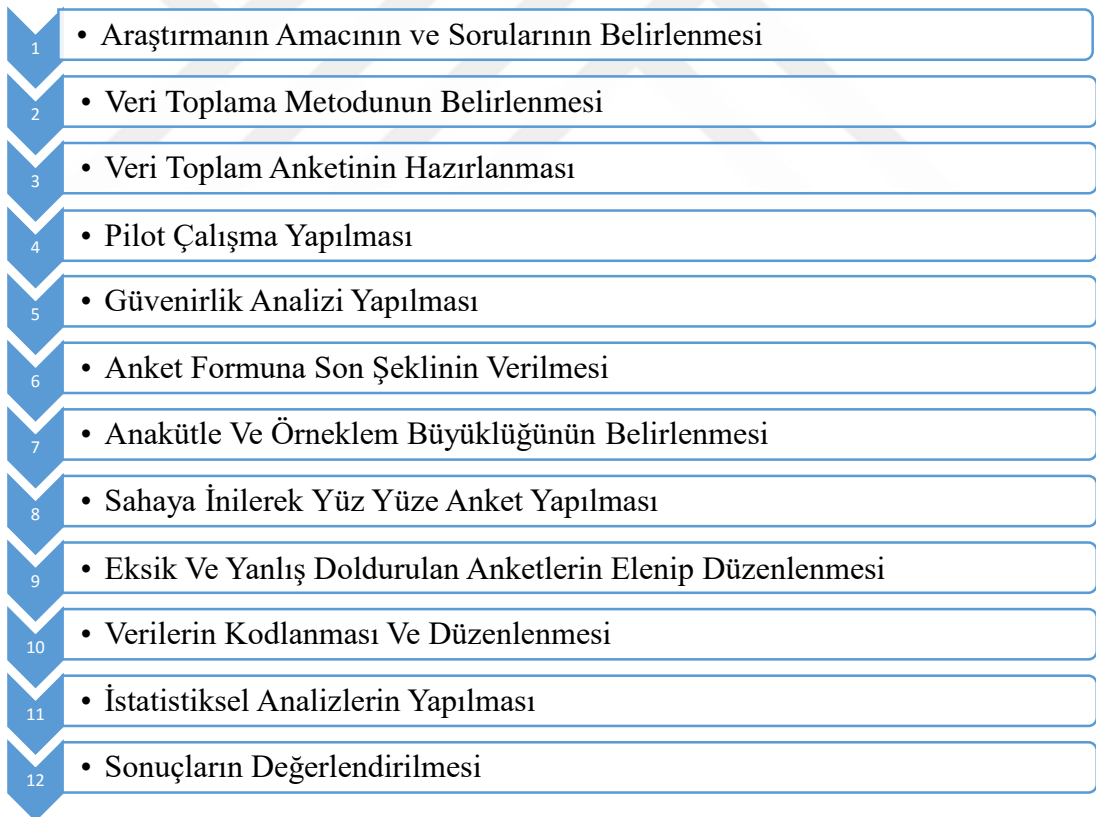 1 • Araştırmanın Amacının ve Sorularının Belirlenmesi
2 • Veri Toplama Metodunun Belirlenmesi
3 • Veri Toplam Anketinin Hazırlanması
4 • Pilot Çalışma Yapılması
5 • Güvenirlik Analizi Yapılması
6 • Anket Formuna Son Şeklinin Verilmesi
7 • Anakütle Ve Örneklem Büyüklüğünün Belirlenmesi
8 • Sahaya İnilerek Yüz Yüze Anket Yapılması
9 • Eksik Ve Yanlış Doldurulan Anketlerin Elenip Düzenlenmesi
10 • Verilerin Kodlanması Ve Düzenlenmesi
11 • İstatistiksel Analizlerin Yapılması
12 • Sonuçların Değerlendirilmesi